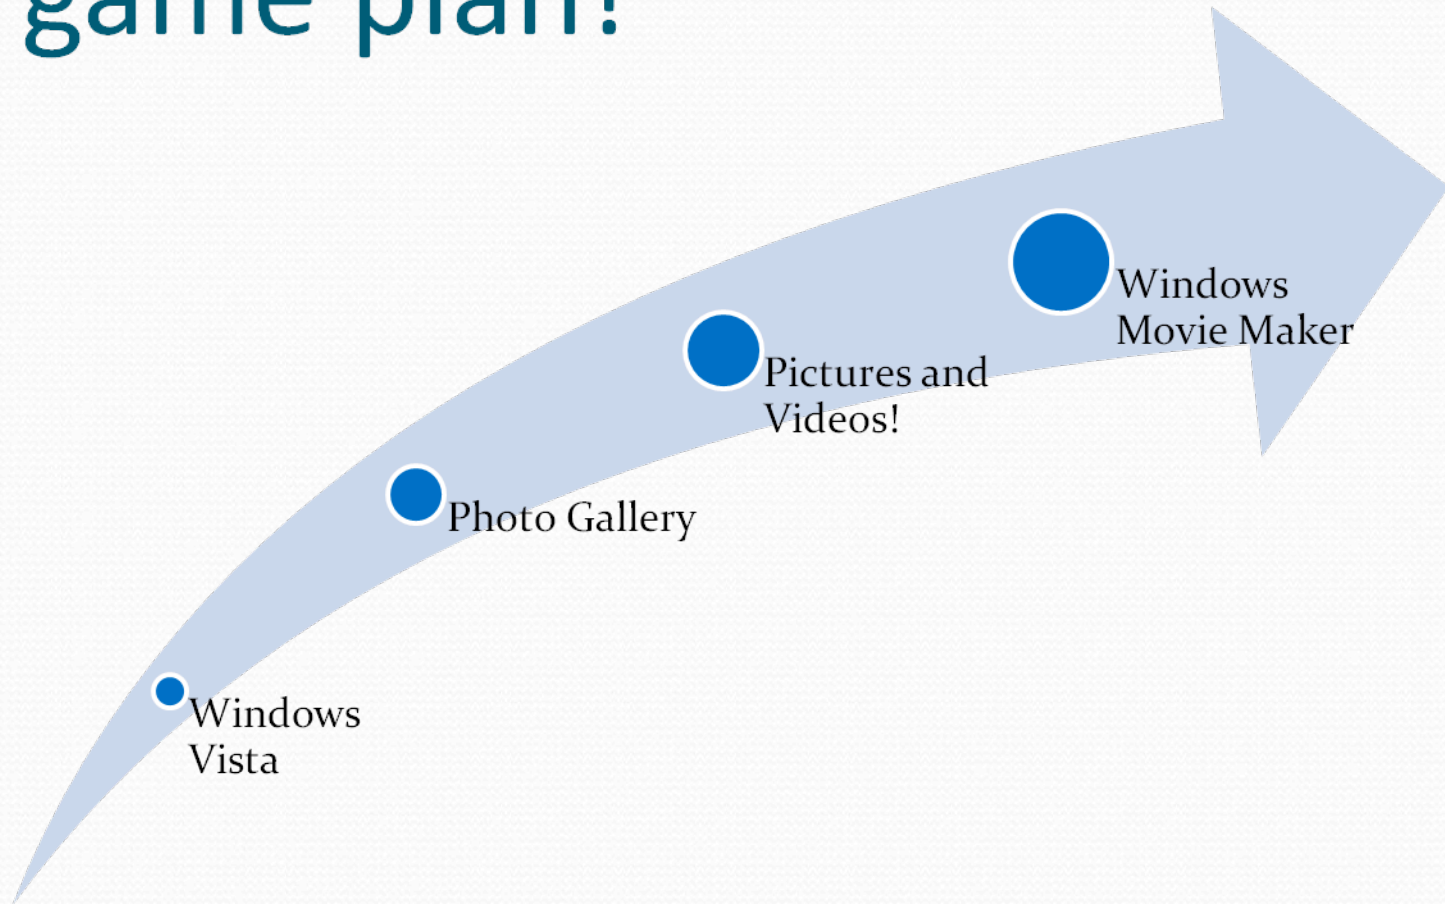 game plan!
Windows
Movie Maker
Pictures and
Videos!
Photo Gallery
Windows
Vista